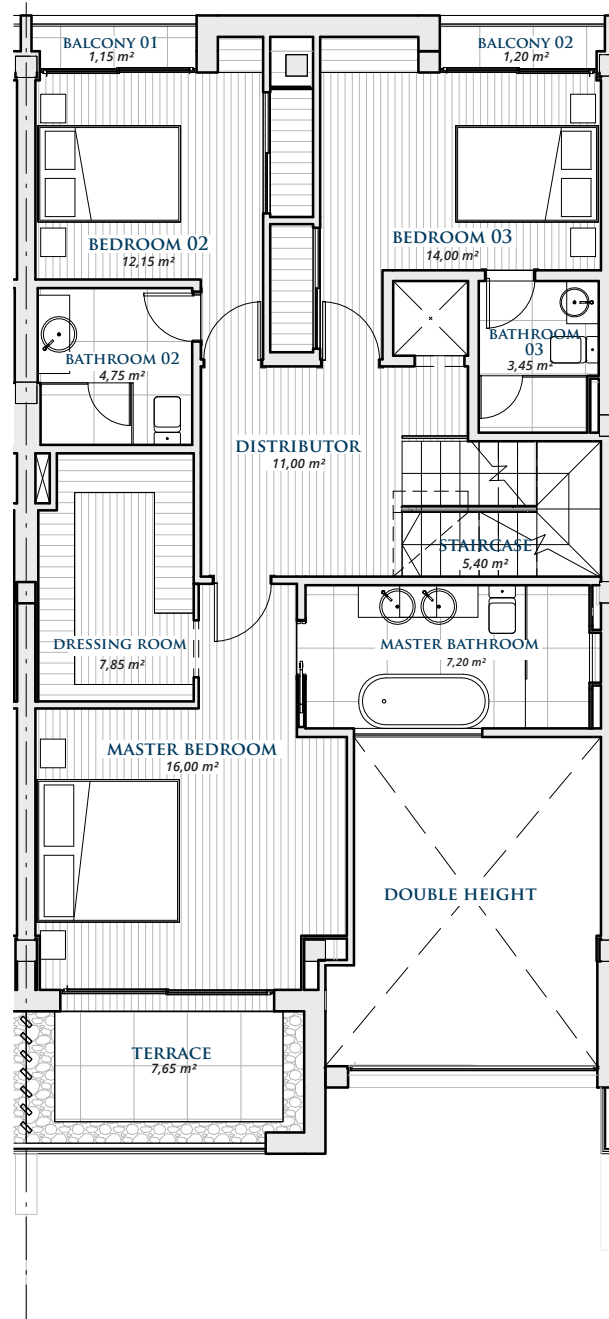 BALCONY 01
1,15 m²
BALCONY 02
1,20 m²
BEDROOM 02
12,15 m²
BEDROOM 03
14,00 m²
BATHROOM 02
4,75 m²
BATHROOM
03
3,45 m²
DISTRIBUTOR
11,00 m²
STAIRCASE
5,40 m²
DRESSING ROOM
7,85 m²
MASTER BATHROOM
7,20 m²
MASTER BEDROOM
16,00 m²
DOUBLE HEIGHT
TERRACE
7,65 m²